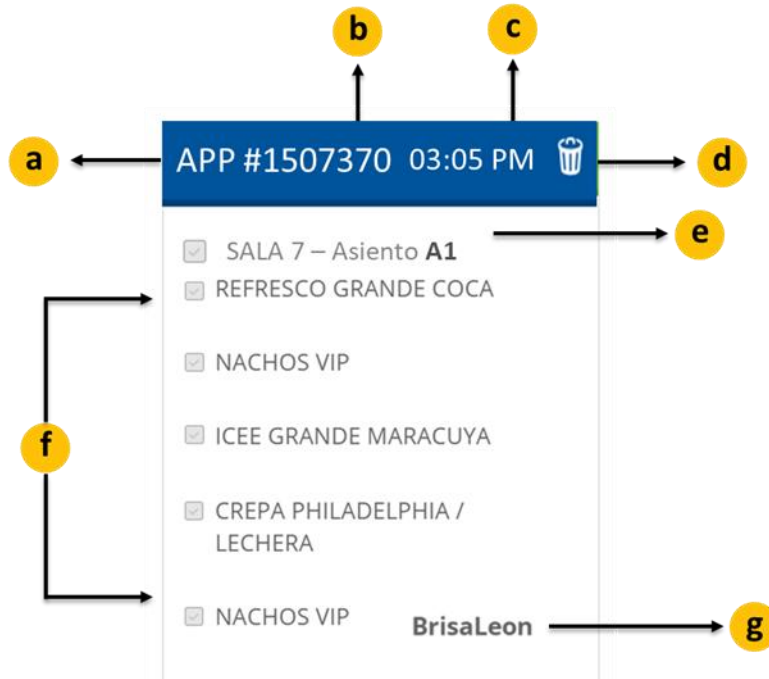 b
c
a
APP #1507370 03:05 PM
d
SALA 7 – Asiento A1
e
REFRESCO GRANDE COCA
NACHOS VIP
f
ICEE GRANDE MARACUYA
CREPA PHILADELPHIA /
LECHERA
NACHOS VIP
BrisaLeon
g